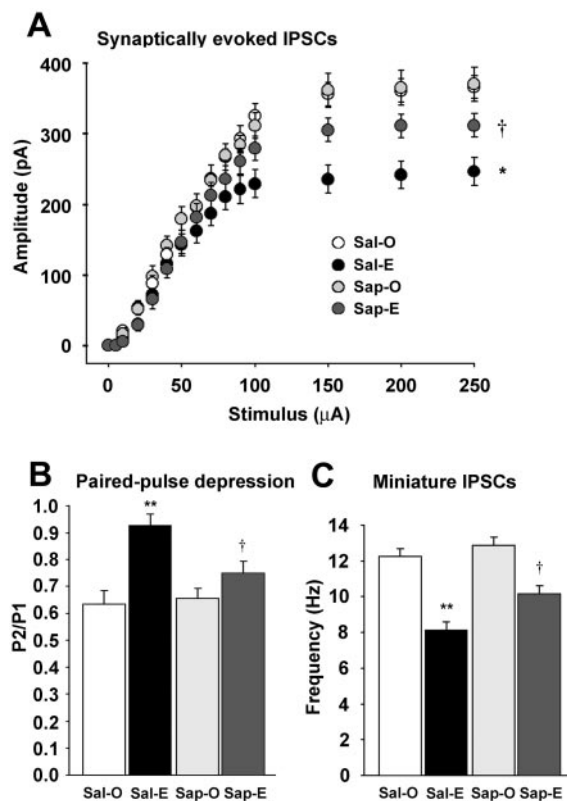 A Synaptically evoked IPSCs
400
300
200
100
0
Amplitude (pA)
†
*
Sal-O
Sal-E
Sap-O
Sap-E
0 50 100 150 200 250
Stimulus (μA)
B Paired-pulse depression
1.0
0.9
0.8
0.7
0.6
0.5
0.4
0.3
0.2
0.1
0.0
P2/P1
**
†
Sal-O Sal-E Sap-O Sap-E
C Miniature IPSCs
14
12
10
8
6
4
2
0
Frequency (Hz)
**
†
Sal-O Sal-E Sap-O Sap-E